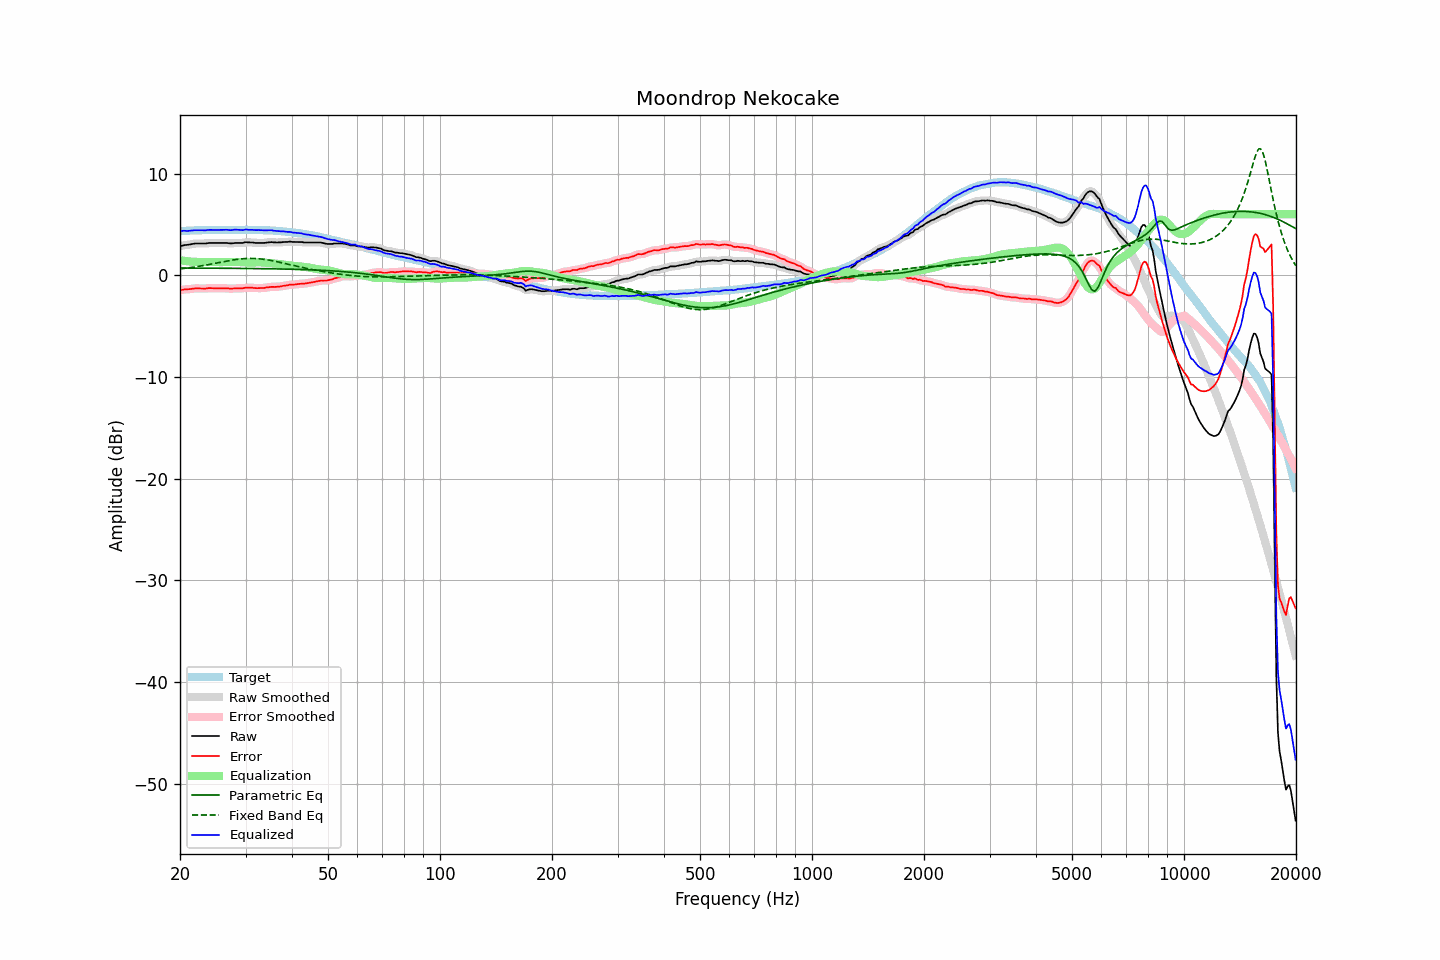 Moondrop Nekocake
Amplitude (dBr)
10
0
−10
−20
−30
−40
−50
Target
Raw Smoothed
Error Smoothed
Raw
Error
Equalization
Parametric Eq
Fixed Band Eq
Equalized
20 50 100 200 500 1000 2000 5000 10000 20000
Frequency (Hz)